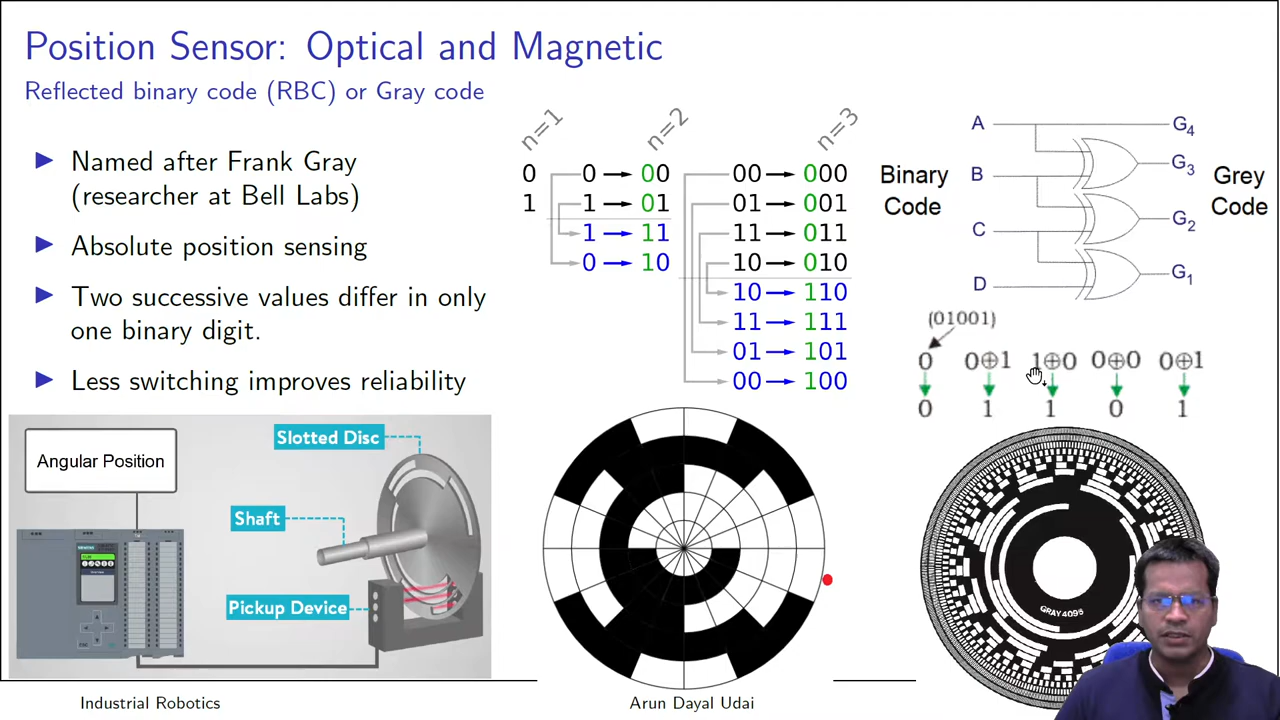 Position Sensor: Optical and Magnetic
Reflected binary code (RBC) or Gray code
Named after Frank Gray
(researcher at Bell Labs)
Absolute position sensing
Two successive values differ in only
one binary digit.
Less switching improves reliability
n=1 n=2 n=3
0 0 00 00 000
1 1 01 01 001
1 11 11 011
0 10 10 010
10 110
11 111
01 101
00 100
Binary
Code
A G4
B G3
C G2
D G1
Grey
Code
(01001)
0 0⊕1 1⊕0 0⊕0 0⊕1
0 1 1 0 1
Angular Position
Slotted Disc
Shaft
Pickup Device
GRAY4095
Industrial Robotics
Arun Dayal Udai